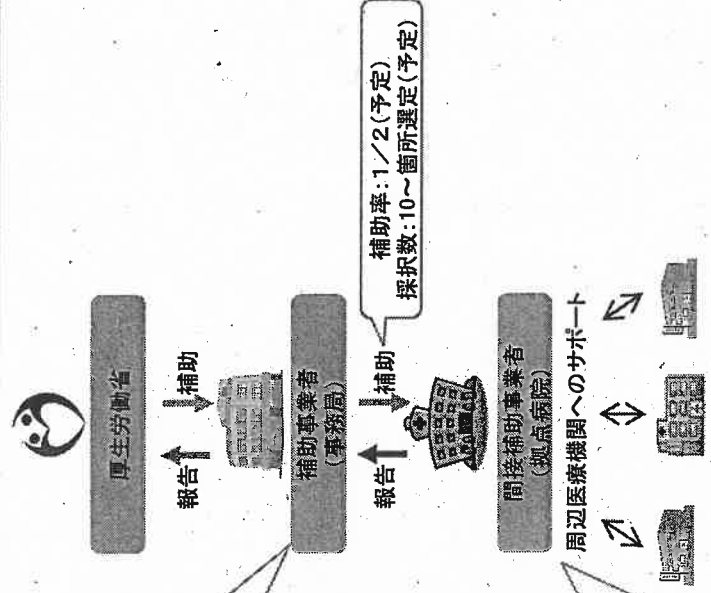 厚生労働省
報告
補助
補助事業者
(事務局)
補助率:1/2(予定)
採択数:10~箇所選定(予定)
報告
補助
間接補助事業者
(拠点病院)
周辺医療機関へのサポート